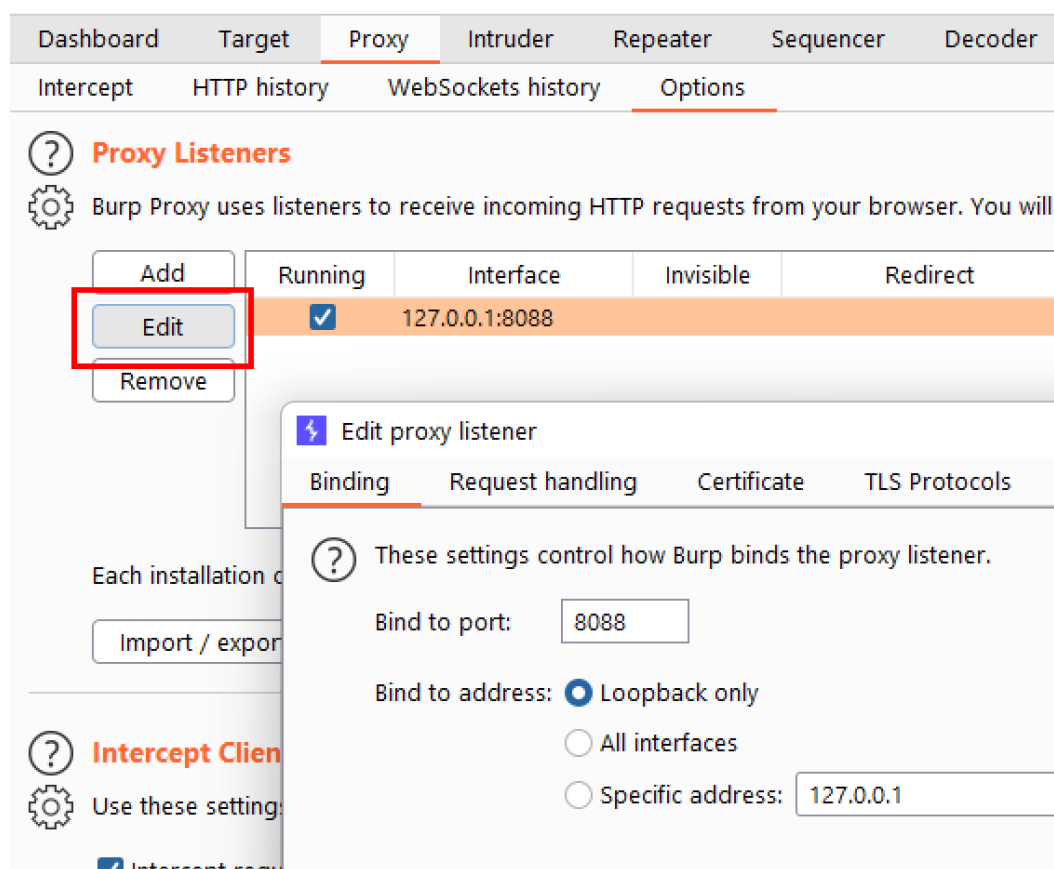 Dashboard Target Proxy Intruder Repeater Sequencer Decoder
Intercept HTTP history WebSockets history Options
Proxy Listeners
Burp Proxy uses listeners to receive incoming HTTP requests from your browser. You will
Add Running Interface Invisible Redirect
Edit 127.0.0.1:8088
Remove
Edit proxy listener
Binding Request handling Certificate TLS Protocols
These settings control how Burp binds the proxy listener.
Each installation
Bind to port: 8088
Import /
Bind to address: Loopback only
All interfaces
Intercept
Specific address: 127.0.0.1
Use these